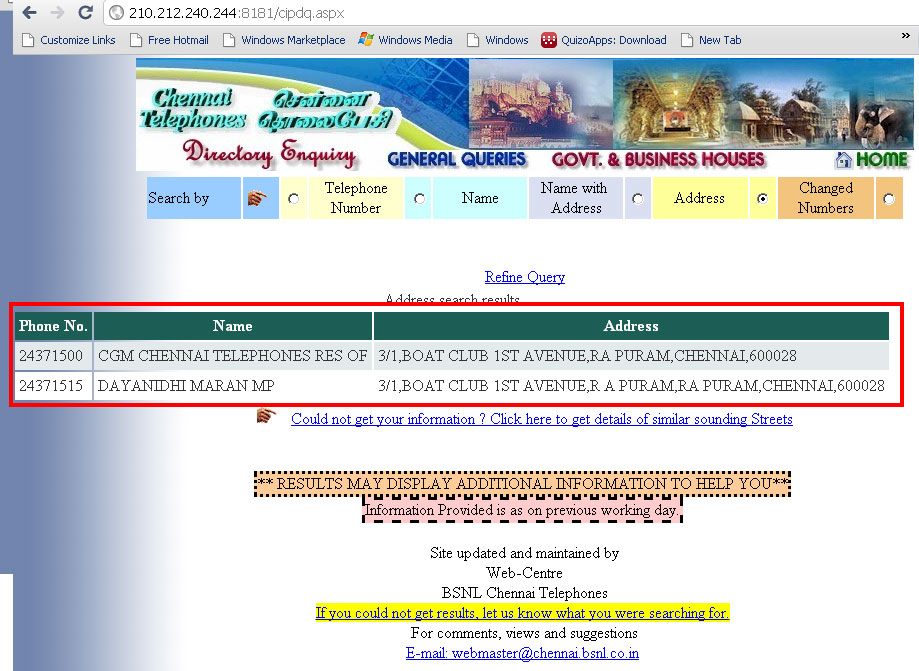 210.212.240.244:8181/cipdq.aspx
Customize Links Free Hotmail Windows Marketplace Windows Media Windows QuizoApps: Download New Tab »
Chennai சென்னை
Telephones தொலைபேசி
Directory Enquiry GENERAL QUERIES GOVT. & BUSINESS HOUSES HOME
Search by Telephone Number Name Name with Address Address Changed Numbers
Refine Query
Address search results
Phone No. Name Address
24371500 CGM CHENNAI TELEPHONES RES OF 3/1,BOAT CLUB 1ST AVENUE,RA PURAM,CHENNAI,600028
24371515 DAYANIDHI MARAN MP 3/1,BOAT CLUB 1ST AVENUE,R A PURAM,RA PURAM,CHENNAI,600028
Could not get your information ? Click here to get details of similar sounding Streets
** RESULTS MAY DISPLAY ADDITIONAL INFORMATION TO HELP YOU**
Information Provided is as on previous working day.
Site updated and maintained by
Web-Centre
BSNL Chennai Telephones
If you could not get results, let us know what you were searching for.
For comments, views and suggestions
E-mail: webmaster@chennai.bsnl.co.in